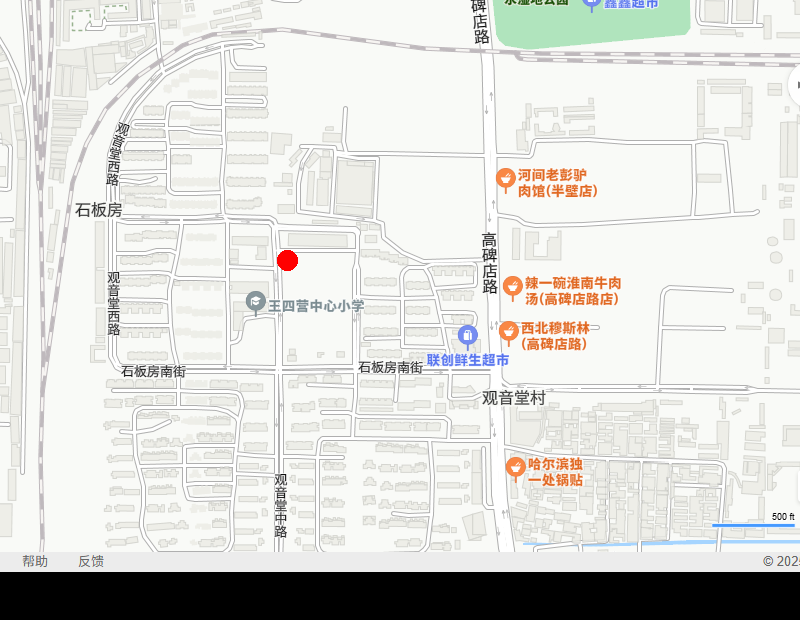 水湿地公园
鑫鑫超市
碑店路
观音堂西路
河间老彭驴
肉馆(半壁店)
石板房
高碑店路
观音堂西路
辣一碗淮南牛肉
汤(高碑店路店)
王四营中心小学
西北穆斯林
(高碑店路)
联创鲜生超市
石板房南街
石板房南街
观音堂村
哈尔滨独
一处锅贴
观音堂中路
500 ft
帮助
反馈
© 202